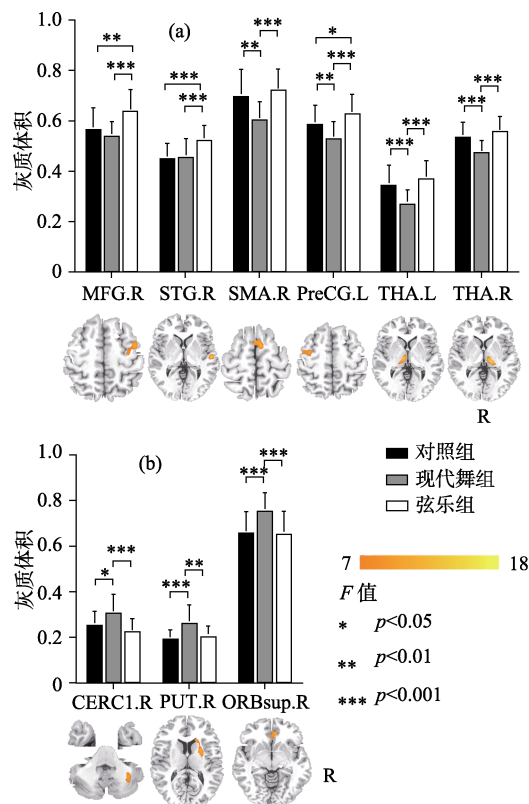 (a)
灰质体积
1.0
0.8
0.6
0.4
0.2
0
** *** *** *** ** *** * ** *** *** *** *** ***
MFG.R STG.R SMA.R PreCG.L THA.L THA.R
R
(b)
灰质体积
1.0
0.8
0.6
0.4
0.2
0
* *** *** ** *** ***
CERC1.R PUT.R ORBsup.R
R
对照组
现代舞组
弦乐组
7 18
F 值
* p<0.05
** p<0.01
*** p<0.001